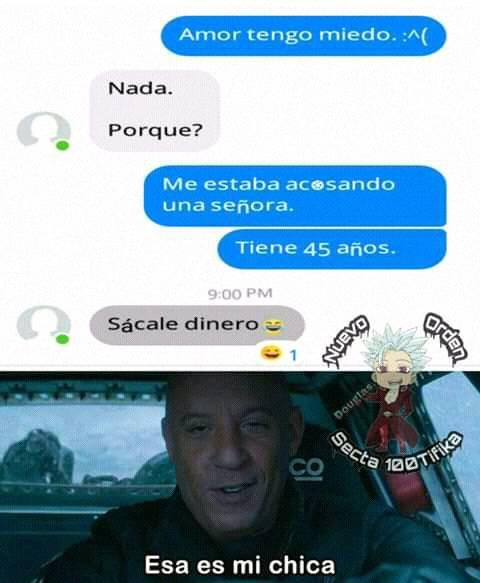 Amor tengo miedo. :^(
Nada.
Porque?
Me estaba acosando
una señora.
Tiene 45 años.
9:00 PM
Sácale dinero 😂
😆 1
Nuevo Orden
Douglas
Secta 100Tifika
CO
Esa es mi chica